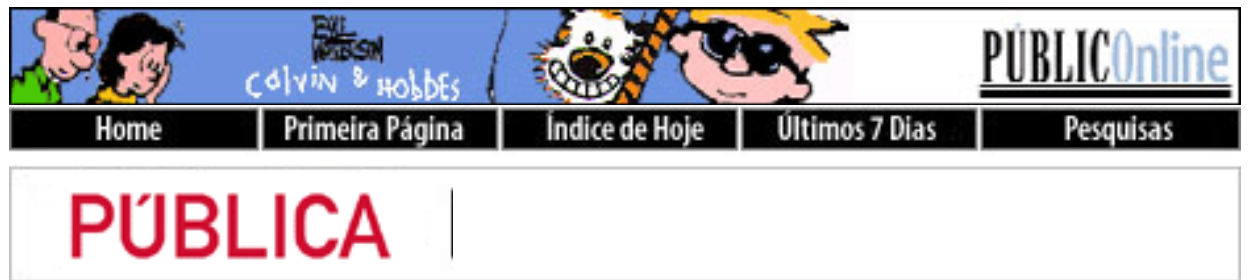 BILL
WATTERSON
CALVIN & HOBBES
PÚBLICOnline
Home
Primeira Página
Índice de Hoje
Últimos 7 Dias
Pesquisas
PÚBLICA